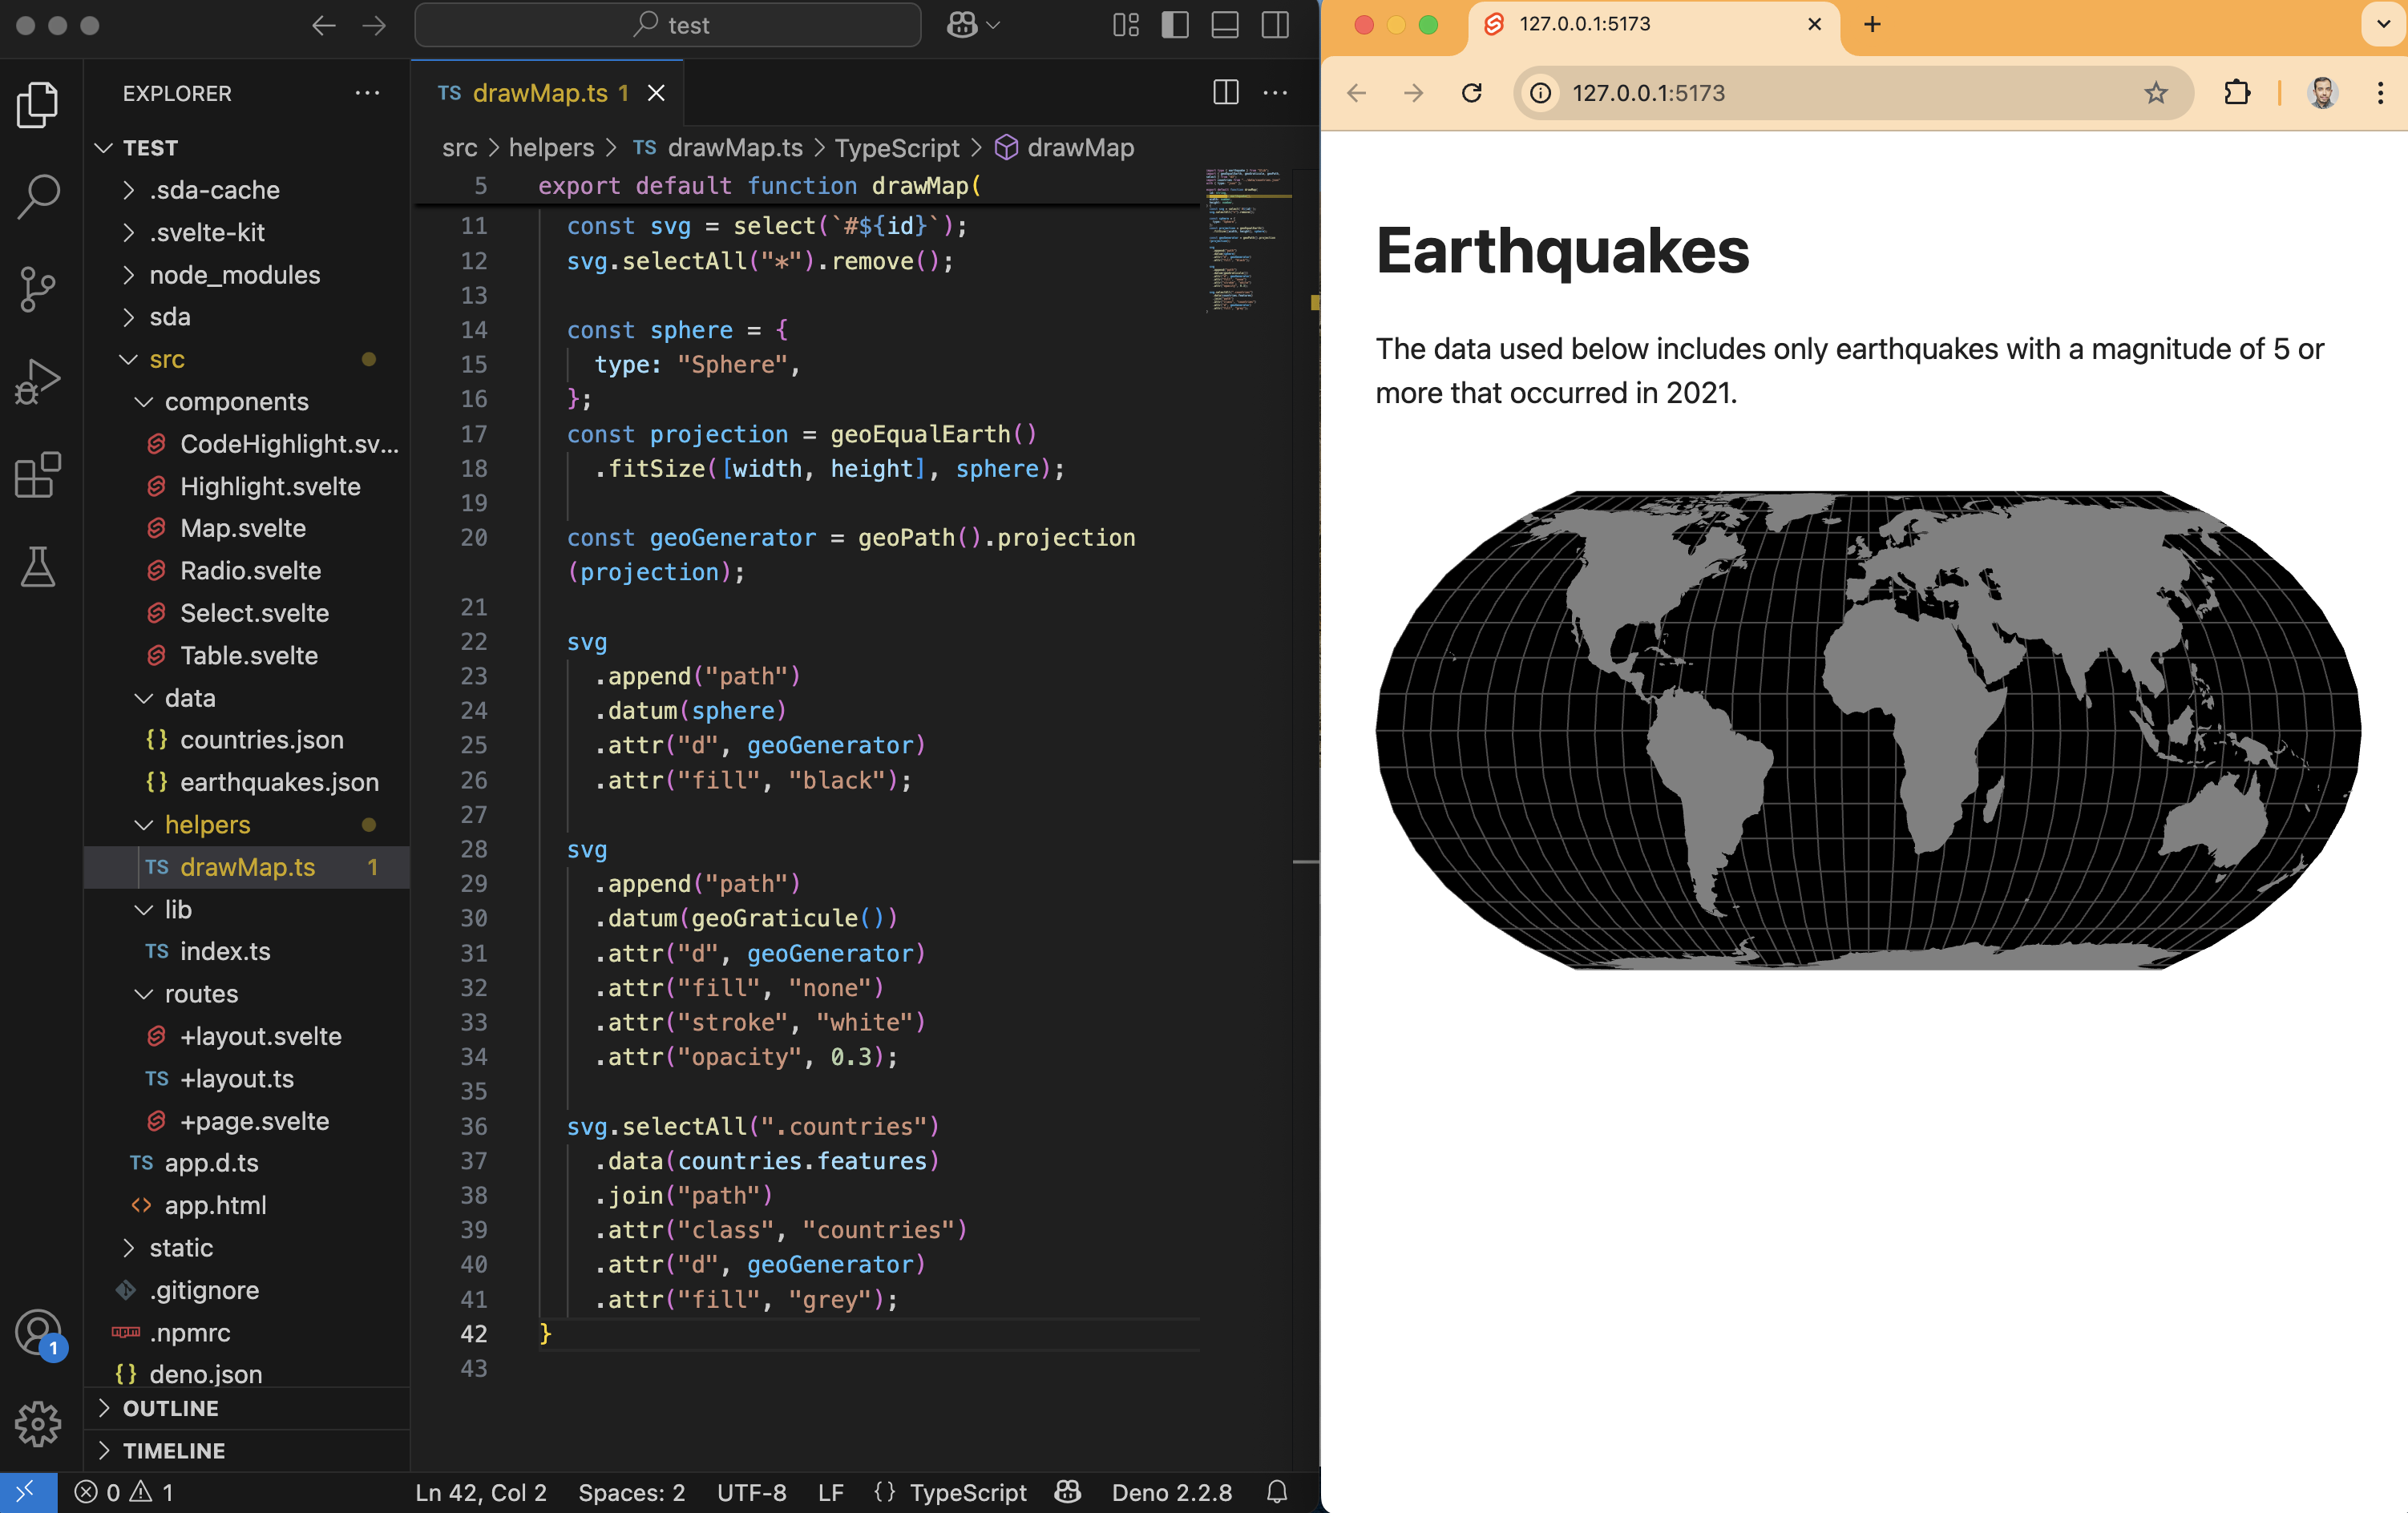 test
EXPLORER
TEST
.sda-cache
.svelte-kit
node_modules
sda
src
components
CodeHighlight.sv...
Highlight.svelte
Map.svelte
Radio.svelte
Select.svelte
Table.svelte
data
{} countries.json
{} earthquakes.json
helpers
TS drawMap.ts 1
lib
TS index.ts
routes
+layout.svelte
TS +layout.ts
+page.svelte
TS app.d.ts
<> app.html
static
.gitignore
npm .npmrc
{} deno.json
OUTLINE
TIMELINE
1
TS drawMap.ts 1
src > helpers > TS drawMap.ts > TypeScript > drawMap
5 export default function drawMap(
11 const svg = select(`#${id}`);
12 svg.selectAll("*").remove();
13
14 const sphere = {
15 type: "Sphere",
16 };
17 const projection = geoEqualEarth()
18 .fitSize([width, height], sphere);
19
20 const geoGenerator = geoPath().projection
(projection);
21
22 svg
23 .append("path")
24 .datum(sphere)
25 .attr("d", geoGenerator)
26 .attr("fill", "black");
27
28 svg
29 .append("path")
30 .datum(geoGraticule())
31 .attr("d", geoGenerator)
32 .attr("fill", "none")
33 .attr("stroke", "white")
34 .attr("opacity", 0.3);
35
36 svg.selectAll(".countries")
37 .data(countries.features)
38 .join("path")
39 .attr("class", "countries")
40 .attr("d", geoGenerator)
41 .attr("fill", "grey");
42 }
43
0 1
Ln 42, Col 2 Spaces: 2 UTF-8 LF {} TypeScript Deno 2.2.8
127.0.0.1:5173
127.0.0.1:5173
Earthquakes
The data used below includes only earthquakes with a magnitude of 5 or
more that occurred in 2021.